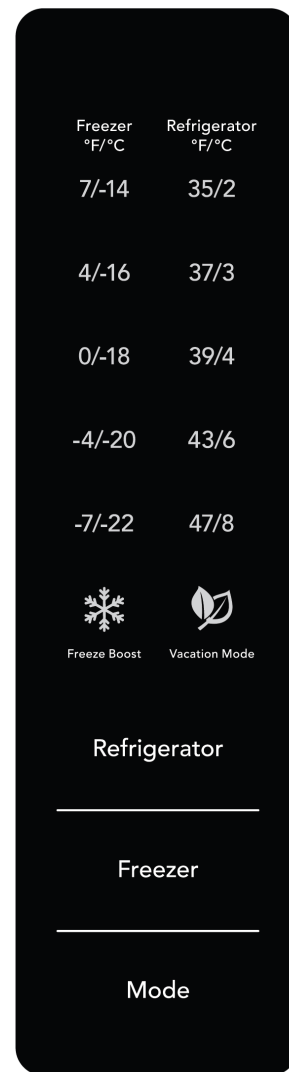 Freezer Refrigerator
°F/°C °F/°C
7/-14 35/2
4/-16 37/3
0/-18 39/4
-4/-20 43/6
-7/-22 47/8
Freeze Boost Vacation Mode
Refrigerator
Freezer
Mode